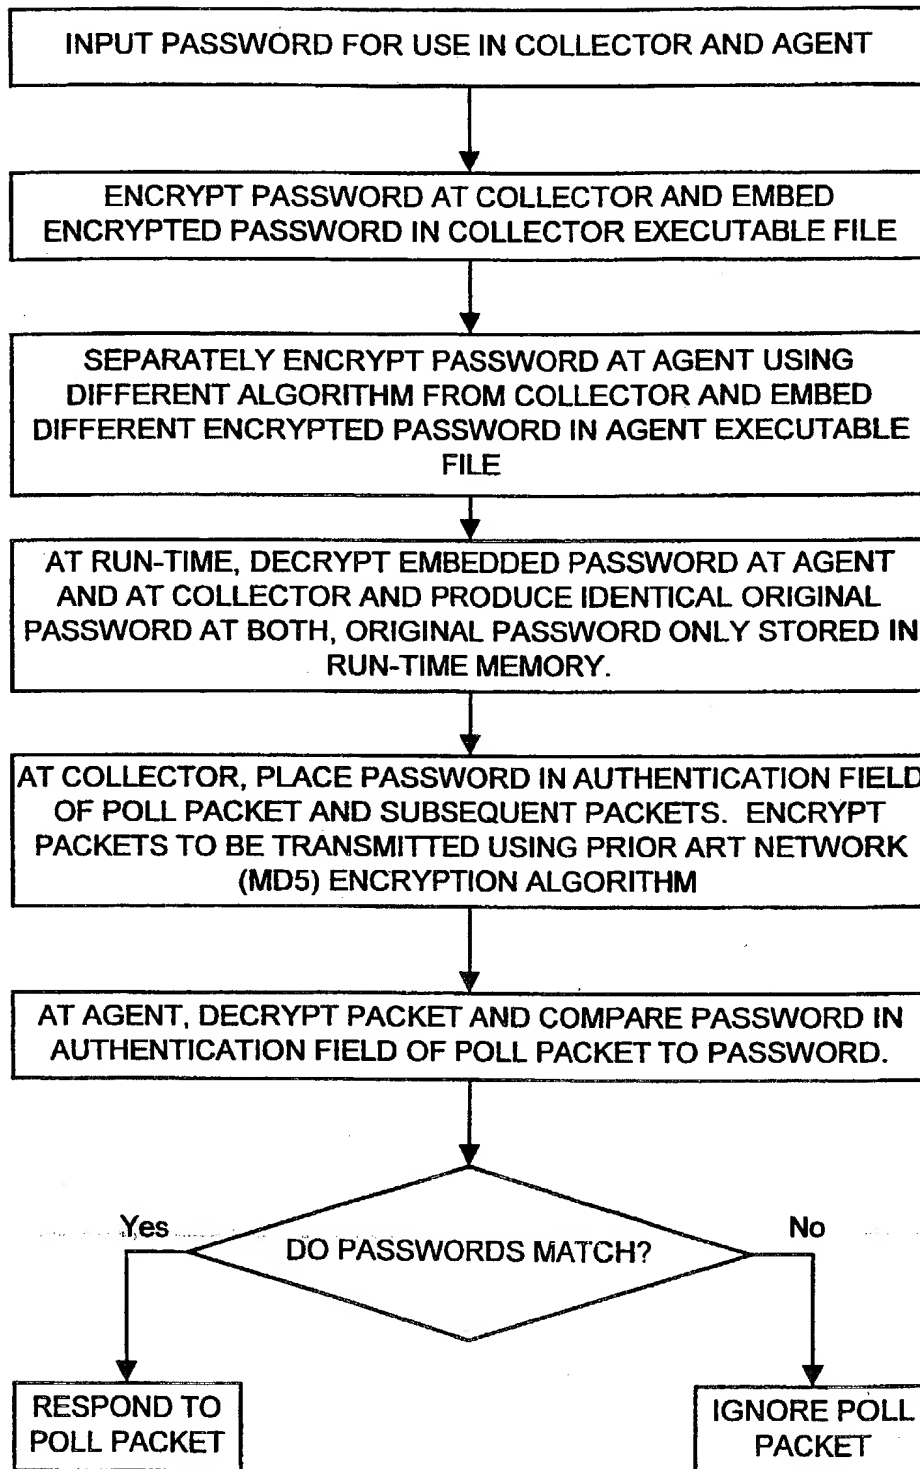 INPUT PASSWORD FOR USE IN COLLECTOR AND AGENT
ENCRYPT PASSWORD AT COLLECTOR AND EMBED
ENCRYPTED PASSWORD IN COLLECTOR EXECUTABLE FILE
SEPARATELY ENCRYPT PASSWORD AT AGENT USING
DIFFERENT ALGORITHM FROM COLLECTOR AND EMBED
DIFFERENT ENCRYPTED PASSWORD IN AGENT EXECUTABLE
FILE
AT RUN-TIME, DECRYPT EMBEDDED PASSWORD AT AGENT
AND AT COLLECTOR AND PRODUCE IDENTICAL ORIGINAL
PASSWORD AT BOTH, ORIGINAL PASSWORD ONLY STORED IN
RUN-TIME MEMORY.
AT COLLECTOR, PLACE PASSWORD IN AUTHENTICATION FIELD
OF POLL PACKET AND SUBSEQUENT PACKETS. ENCRYPT
PACKETS TO BE TRANSMITTED USING PRIOR ART NETWORK
(MD5) ENCRYPTION ALGORITHM
AT AGENT, DECRYPT PACKET AND COMPARE PASSWORD IN
AUTHENTICATION FIELD OF POLL PACKET TO PASSWORD.
Yes
DO PASSWORDS MATCH?
No
RESPOND TO
POLL PACKET
IGNORE POLL
PACKET